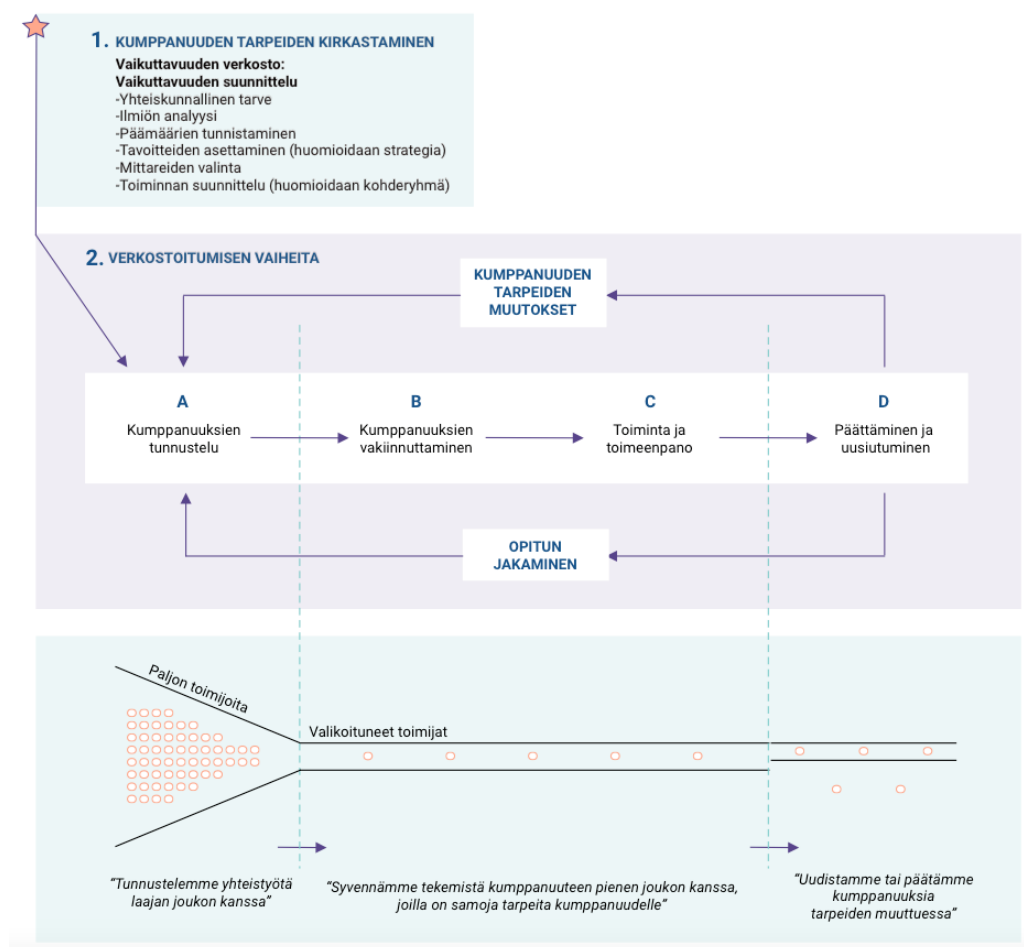 1. KUMPPANUUDEN TARPEIDEN KIRKASTAMINEN
Vaikuttavuuden verkosto:
Vaikuttavuuden suunnittelu
-Yhteiskunnallinen tarve
-Ilmiön analyysi
-Päämäärien tunnistaminen
-Tavoitteiden asettaminen (huomioidaan strategia)
-Mittareiden valinta
-Toiminnan suunnittelu (huomioidaan kohderyhmä)
2. VERKOSTOITUMISEN VAIHEITA
KUMPPANUUDEN
TARPEIDEN
MUUTOKSET
A
Kumppanuuksien
tunnustelu
B
Kumppanuuksien
vakiinnuttaminen
C
Toiminta ja
toimeenpano
D
Päättäminen ja
uusiutuminen
OPITUN
JAKAMINEN
Paljon toimijoita
Valikoituneet toimijat
“Tunnustelemme yhteistyötä
laajan joukon kanssa”
“Syvennämme tekemistä kumppanuuteen pienen joukon kanssa,
joilla on samoja tarpeita kumppanuudelle”
“Uudistamme tai päätämme
kumppanuuksia
tarpeiden muuttuessa”